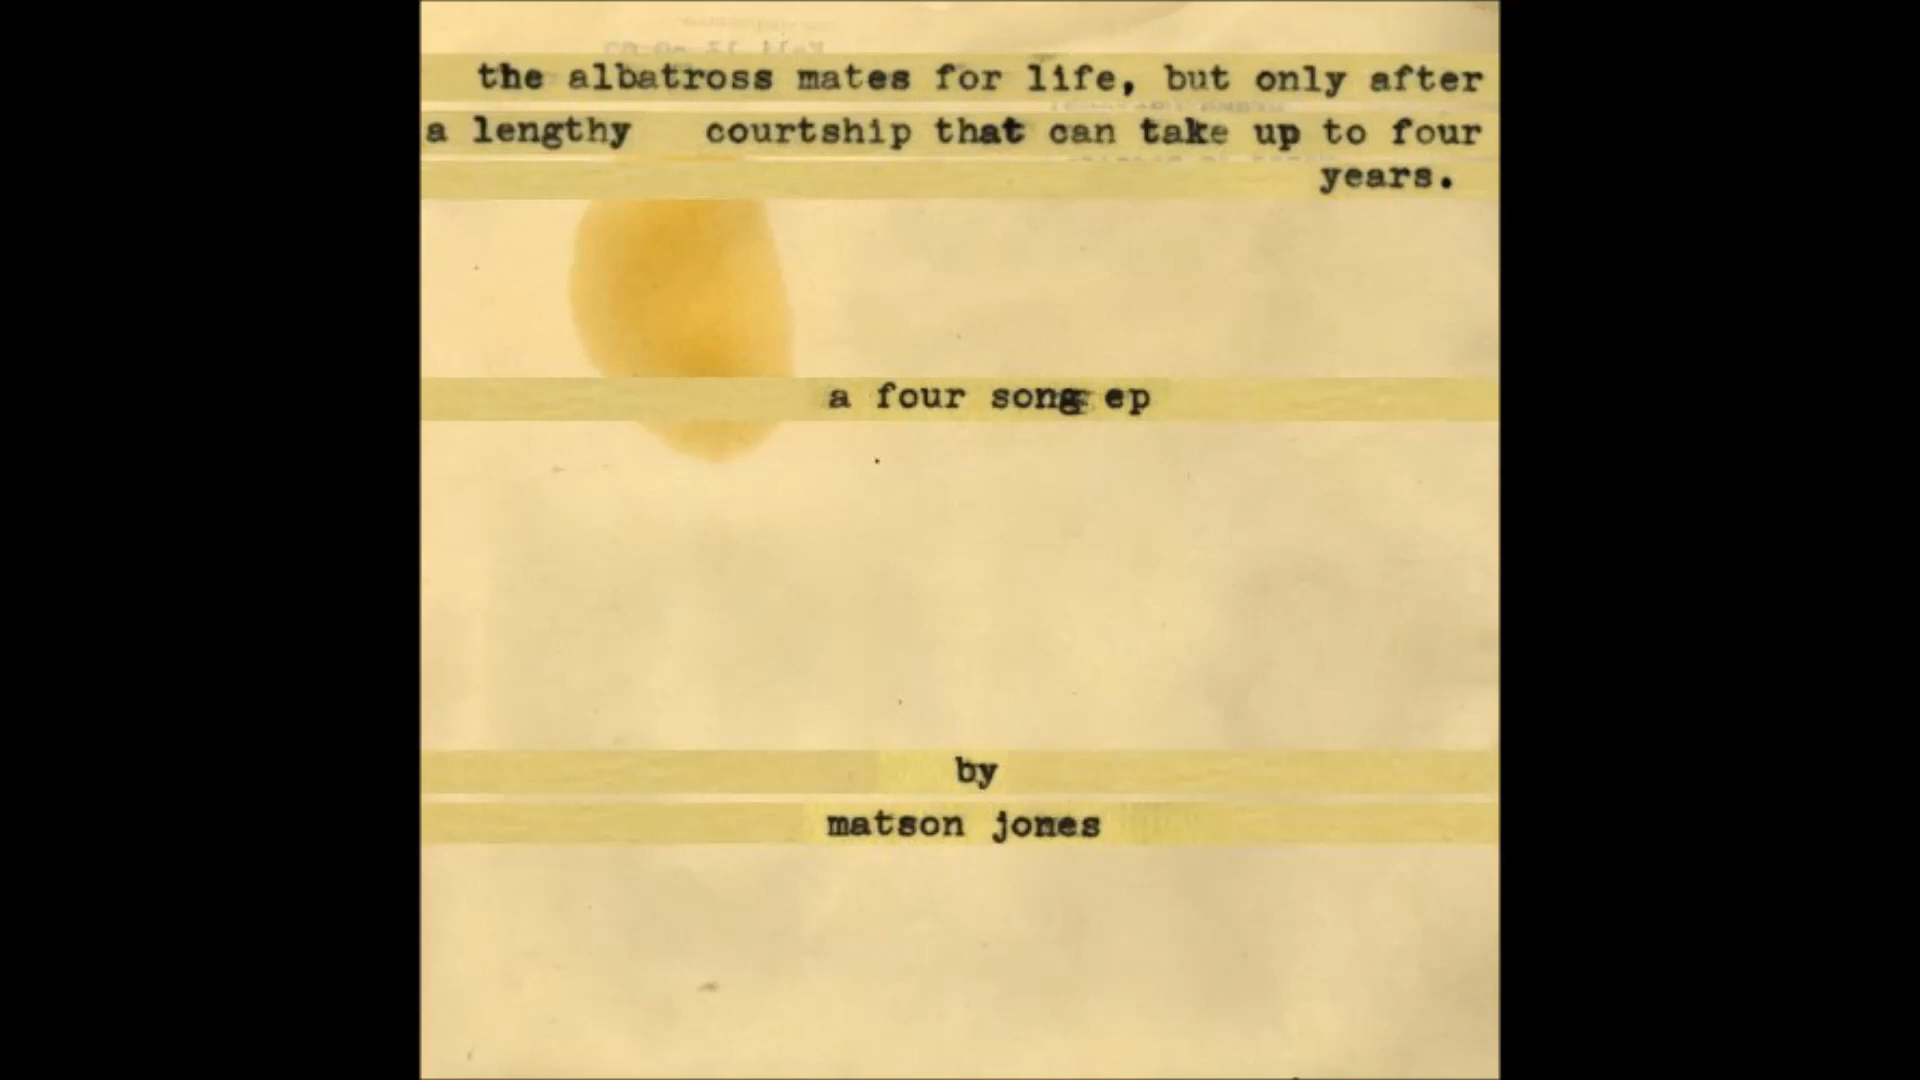 the albatross mates for life, but only after
a lengthy courtship that can take up to four
years.
a four song ep
by
matson jones